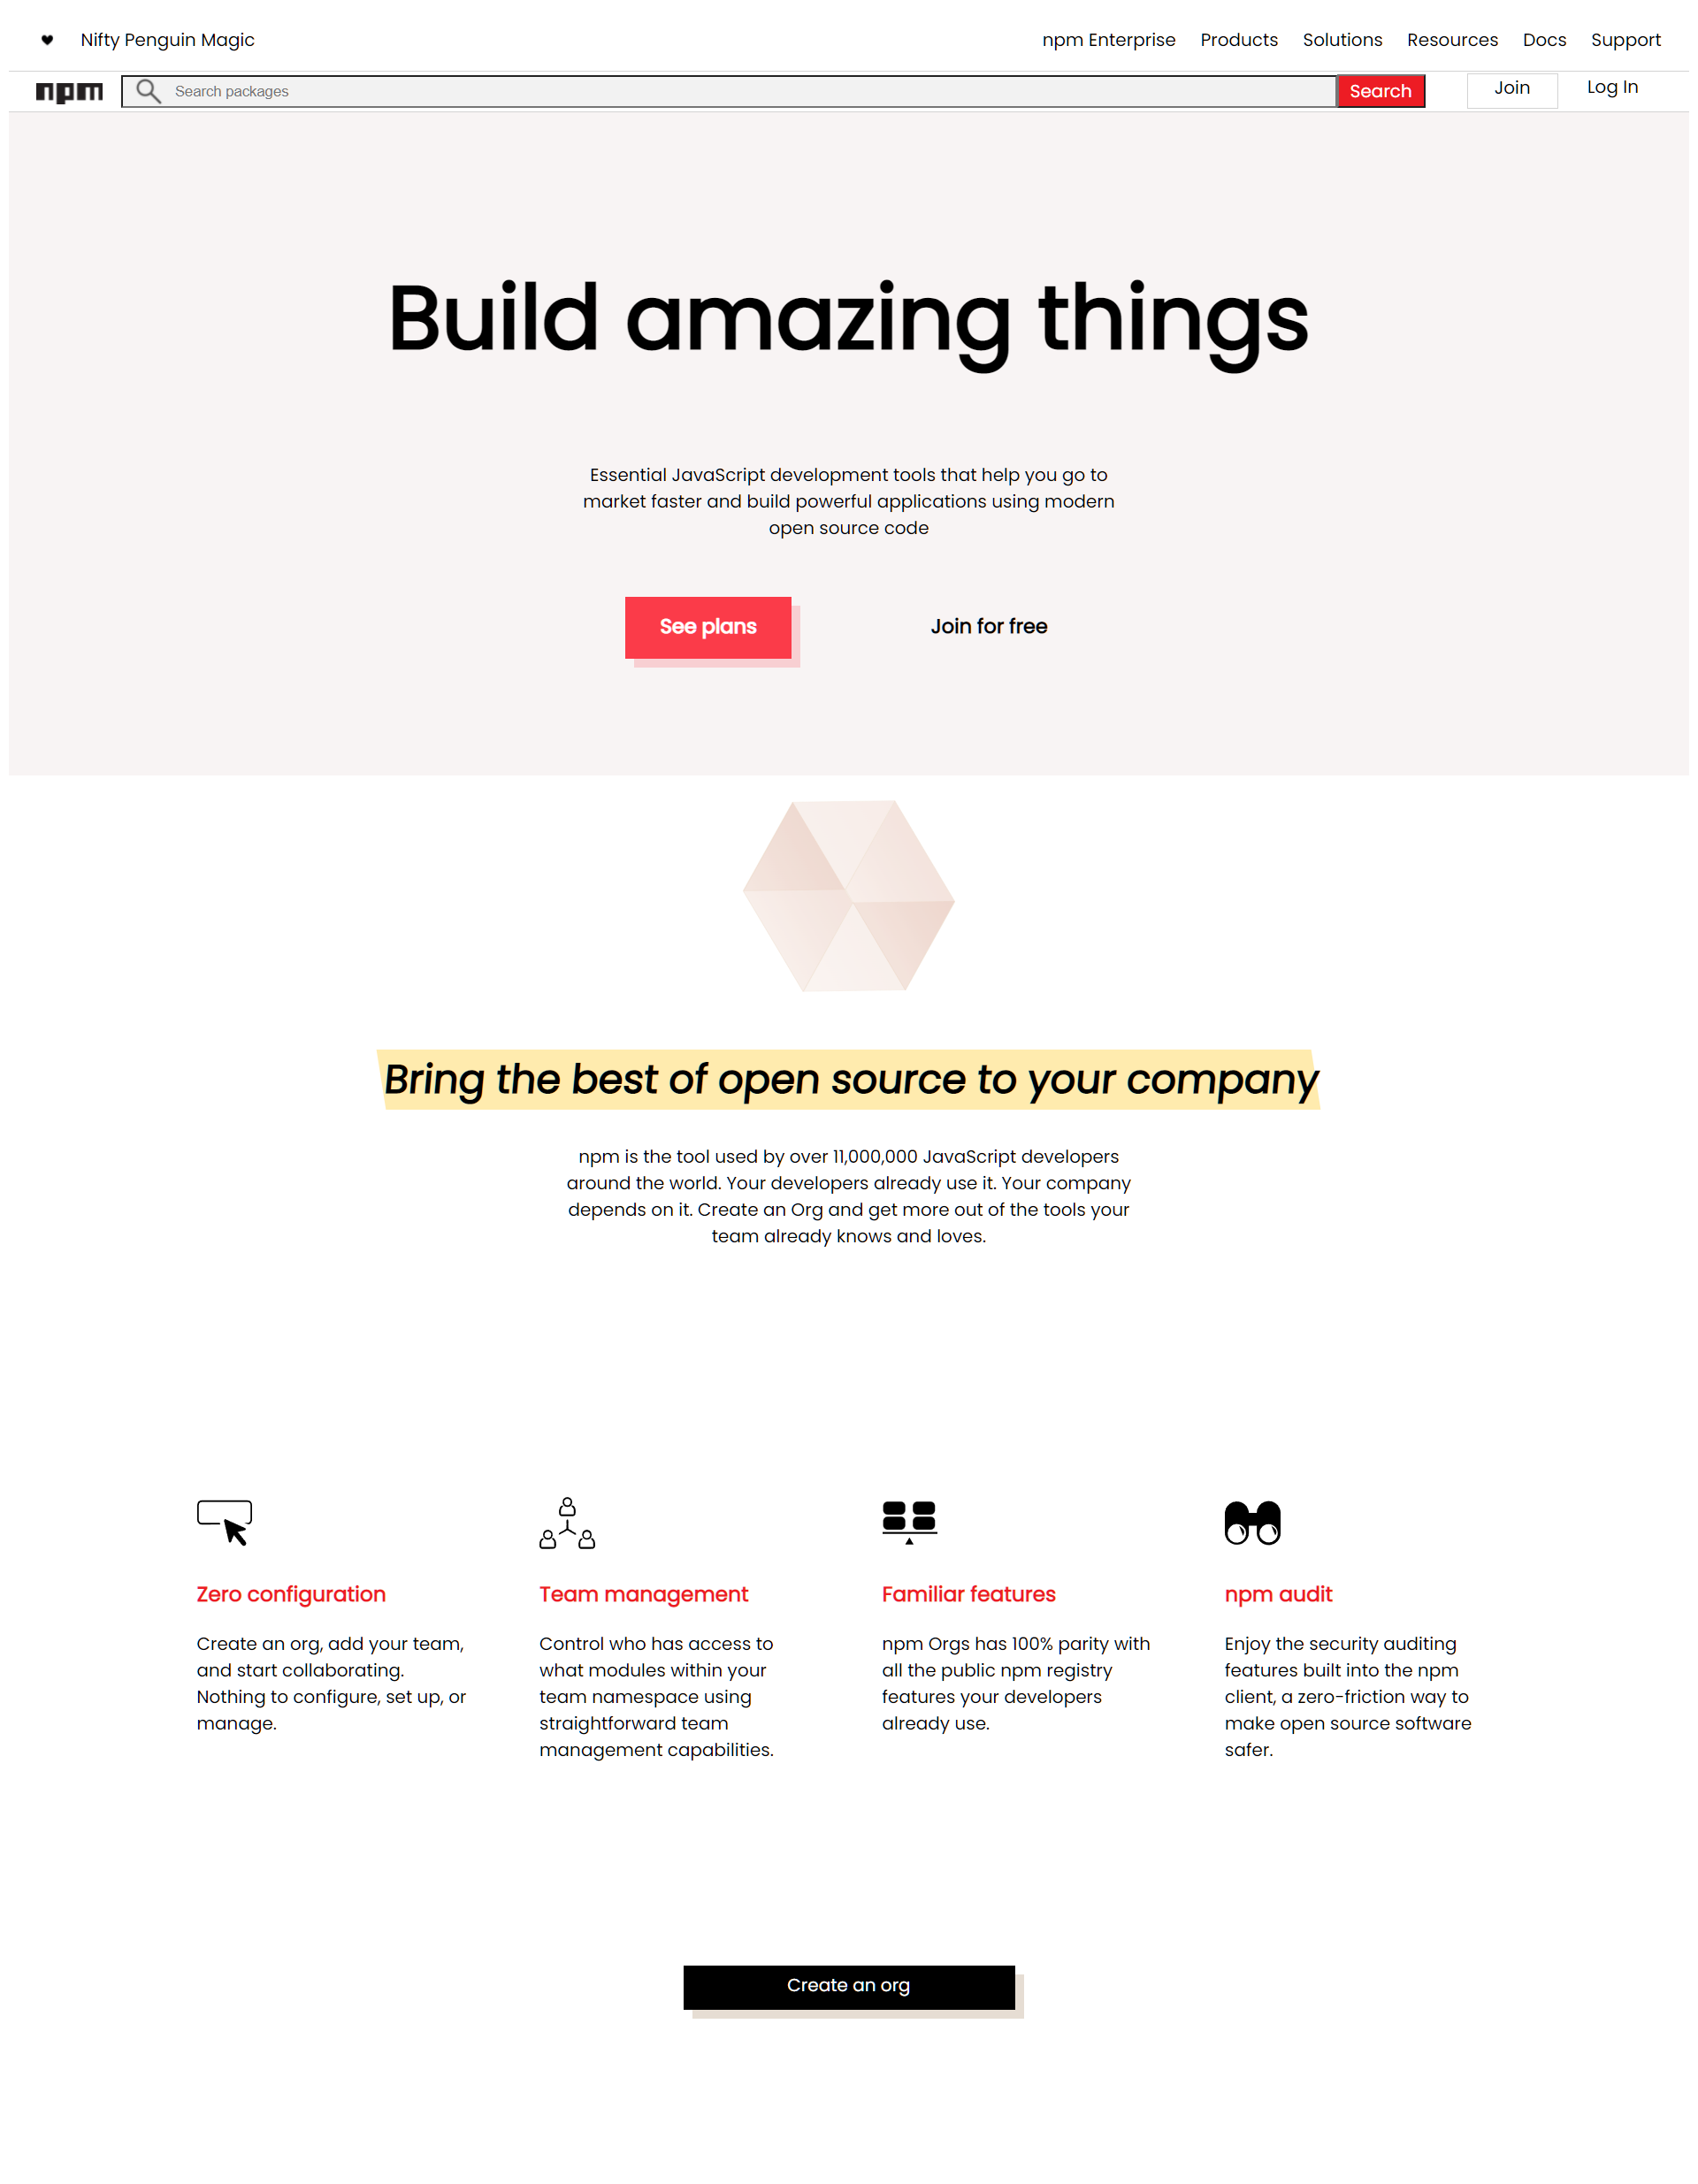 Nifty Penguin Magic
npm Enterprise Products Solutions Resources Docs Support
npm Search packages Search Join Log In
Build amazing things
Essential JavaScript development tools that help you go to
market faster and build powerful applications using modern
open source code
See plans Join for free
Bring the best of open source to your company
npm is the tool used by over 11,000,000 JavaScript developers
around the world. Your developers already use it. Your company
depends on it. Create an Org and get more out of the tools your
team already knows and loves.
Zero configuration
Create an org, add your team,
and start collaborating.
Nothing to configure, set up, or
manage.
Team management
Control who has access to
what modules within your
team namespace using
straightforward team
management capabilities.
Familiar features
npm Orgs has 100% parity with
all the public npm registry
features your developers
already use.
npm audit
Enjoy the security auditing
features built into the npm
client, a zero-friction way to
make open source software
safer.
Create an org